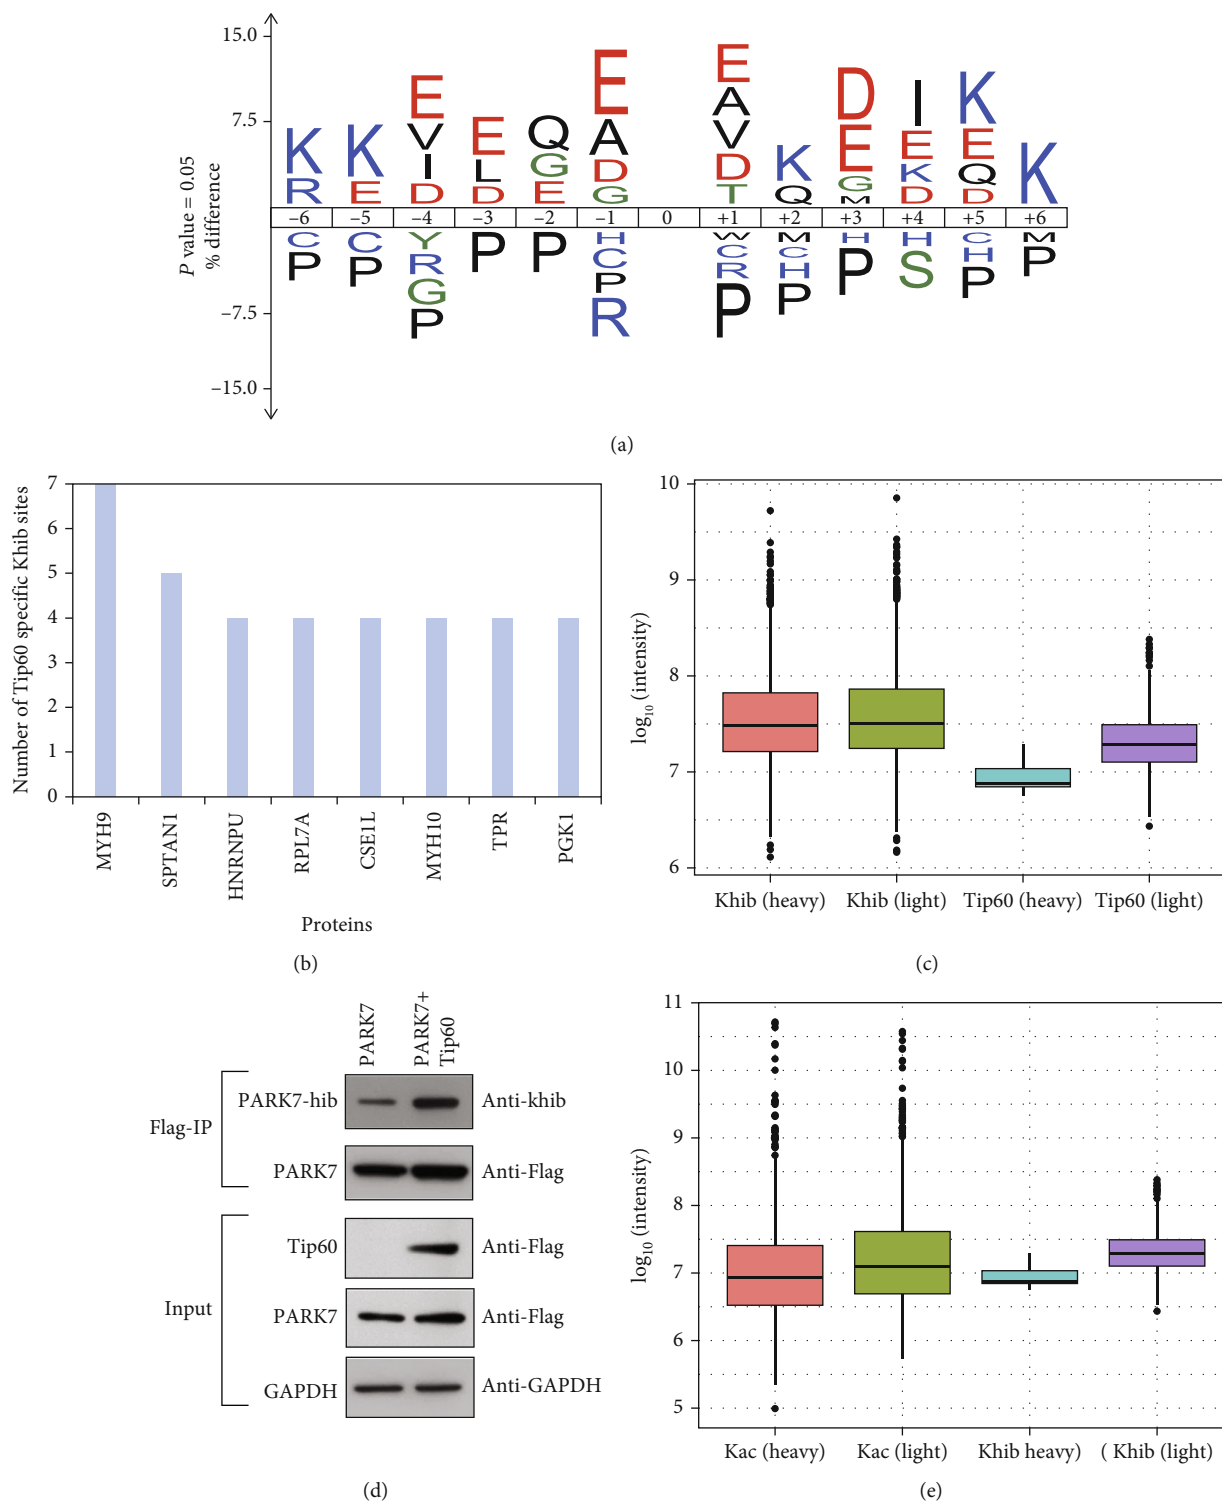 15.0
7.5
−7.5
−15.0
P value = 0.05
% difference
K R
K E
E V I D
E L D
Q G E
E A D G
E A V D T
K Q
D E G M
I E K D
K E Q D
K
−6 −5 −4 −3 −2 −1 0 +1 +2 +3 +4 +5 +6
C P
C P
Y R G P
P
P
H C P R
W C R P
M C H P
H P
H S
C H P
M P
(a)
Number of Tip60 specific Khib sites
7
6
5
4
3
2
1
0
MYH9
SPTAN1
HNRNPU
RPL7A
CSE1L
MYH10
TPR
PGK1
Proteins
(b)
log10 (intensity)
10
9
8
7
6
Khib (heavy) Khib (light) Tip60 (heavy) Tip60 (light)
(c)
PARK7
PARK7+
Tip60
Flag-IP
PARK7-hib Anti-khib
PARK7 Anti-Flag
Input
Tip60 Anti-Flag
PARK7 Anti-Flag
GAPDH Anti-GAPDH
(d)
log10 (intensity)
11
10
9
8
7
6
5
Kac (heavy) Kac (light) Khib heavy) ( Khib (light)
(e)